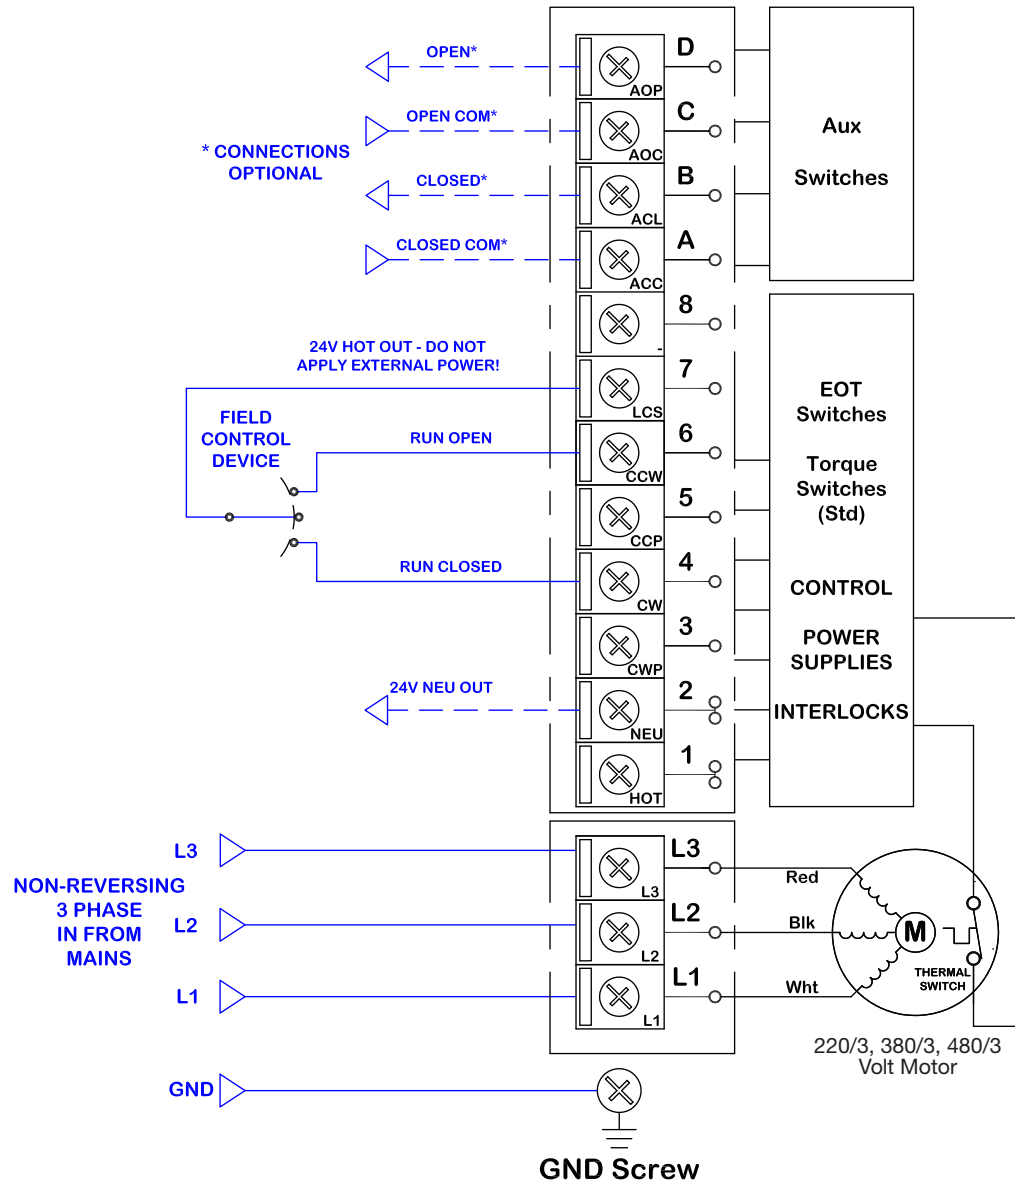 OPEN*
D
AOP
OPEN COM*
C
AOC
* CONNECTIONS
OPTIONAL
CLOSED*
B
ACL
CLOSED COM*
A
ACC
Aux
Switches
8
-
24V HOT OUT - DO NOT
APPLY EXTERNAL POWER!
7
LCS
FIELD
CONTROL
DEVICE
RUN OPEN
6
CCW
5
CCP
RUN CLOSED
4
CW
3
CWP
24V NEU OUT
2
NEU
1
HOT
EOT
Switches
Torque
Switches
(Std)
CONTROL
POWER
SUPPLIES
INTERLOCKS
L3
NON-REVERSING
3 PHASE
IN FROM
MAINS
L2
L1
L3
L3
L2
L2
L1
L1
Red
Blk
Wht
M
THERMAL
SWITCH
220/3, 380/3, 480/3
Volt Motor
GND
GND Screw